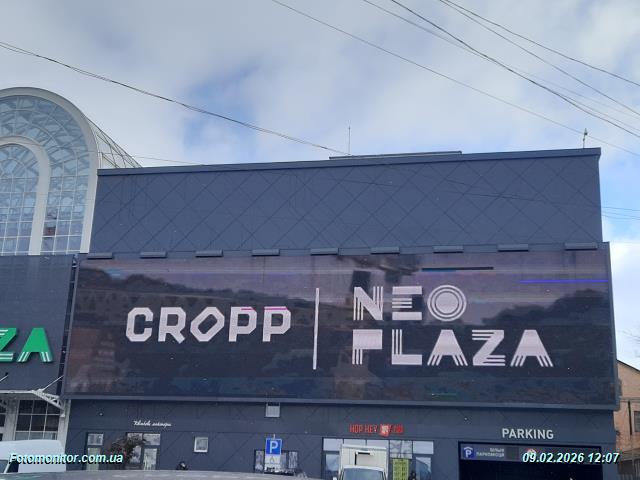 CROPP
NEO
PLAZA
ZA
HOP HEY
PARKING
P
P
Fotomonitor.com.ua
09.02.2026 12:07